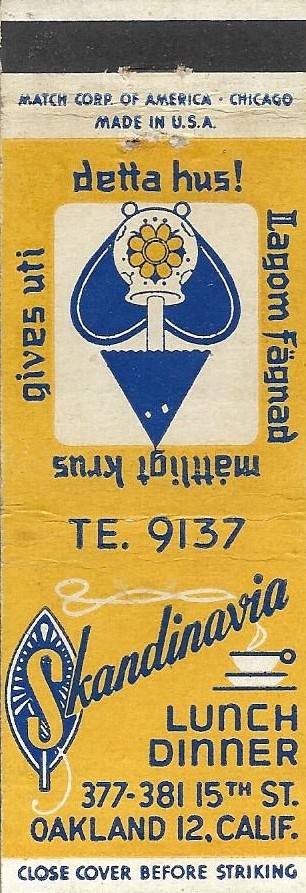 MATCH CORP. OF AMERICA · CHICAGO
MADE IN U.S.A.
Lagom fägnad
måttligt krus
gives uti
detta hus!
TE. 9137
Skandinavia
LUNCH
DINNER
377-381 15TH ST.
OAKLAND 12, CALIF.
CLOSE COVER BEFORE STRIKING